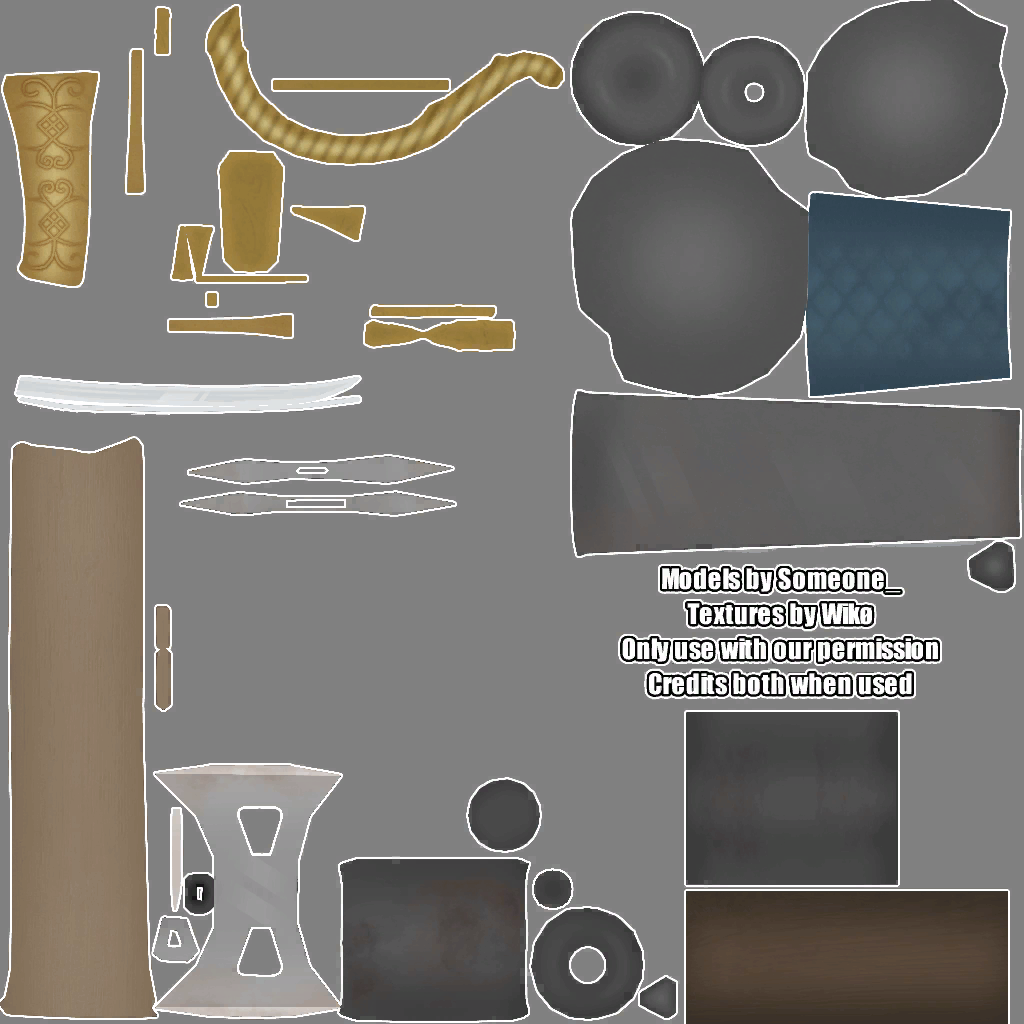 Models by Someone_
Textures by Wikø
Only use with our permission
Credits both when used